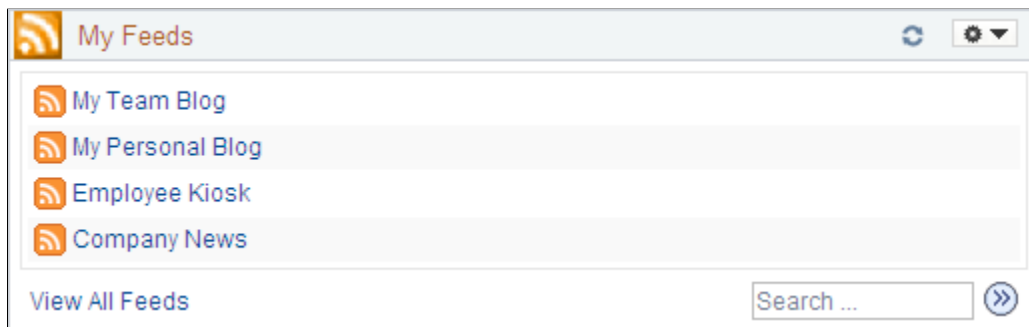 My Feeds
My Team Blog
My Personal Blog
Employee Kiosk
Company News
View All Feeds Search ...